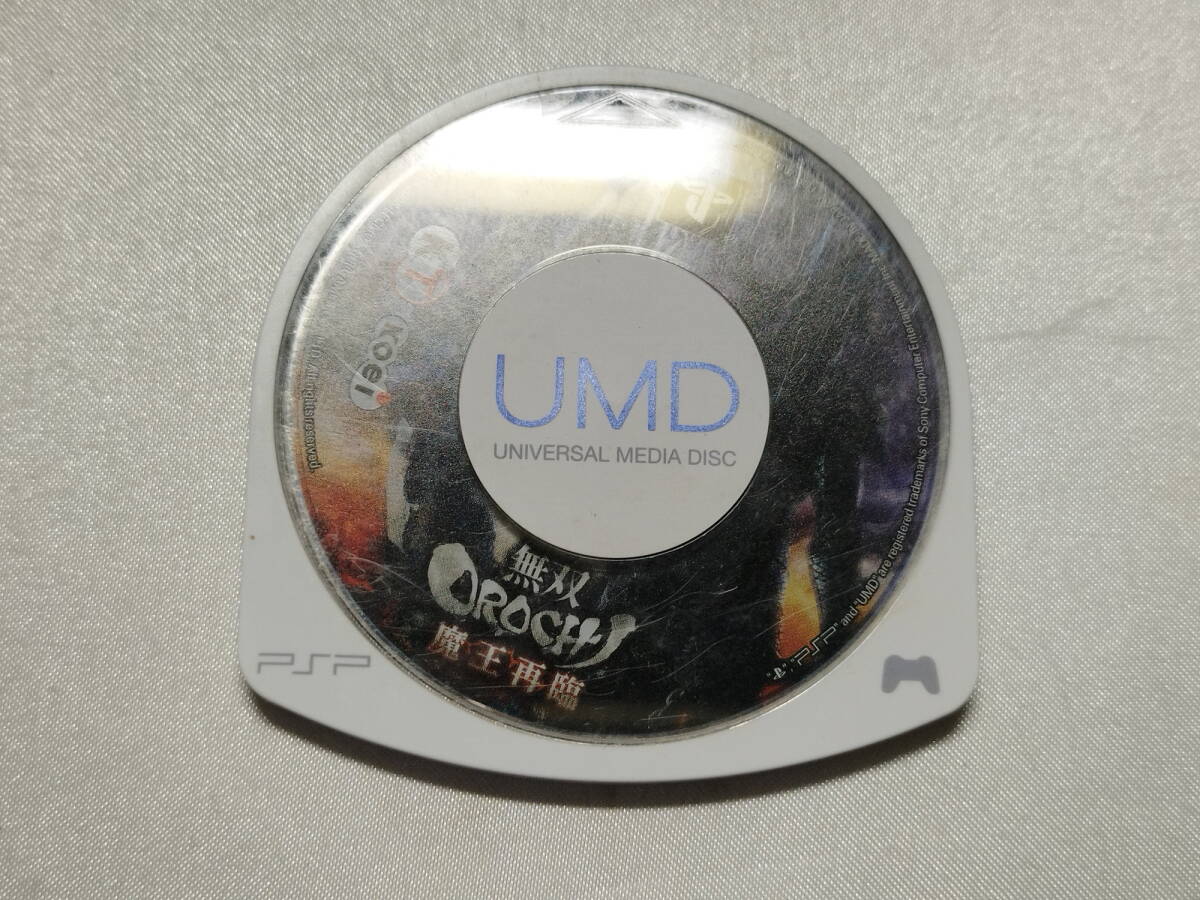 KOEI
UMD
UNIVERSAL MEDIA DISC
無双
OROCHI
魔王再臨
PSP
All rights reserved.
"PSP" and "UMD" are registered trademarks of Sony Computer Entertainment